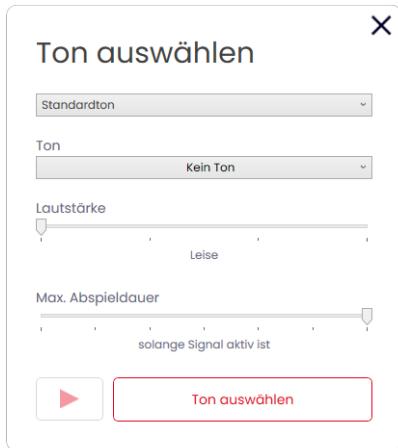 Ton auswählen
Standardton
Ton
Kein Ton
Lautstärke
Leise
Max. Abspieldauer
solange Signal aktiv ist
Ton auswählen